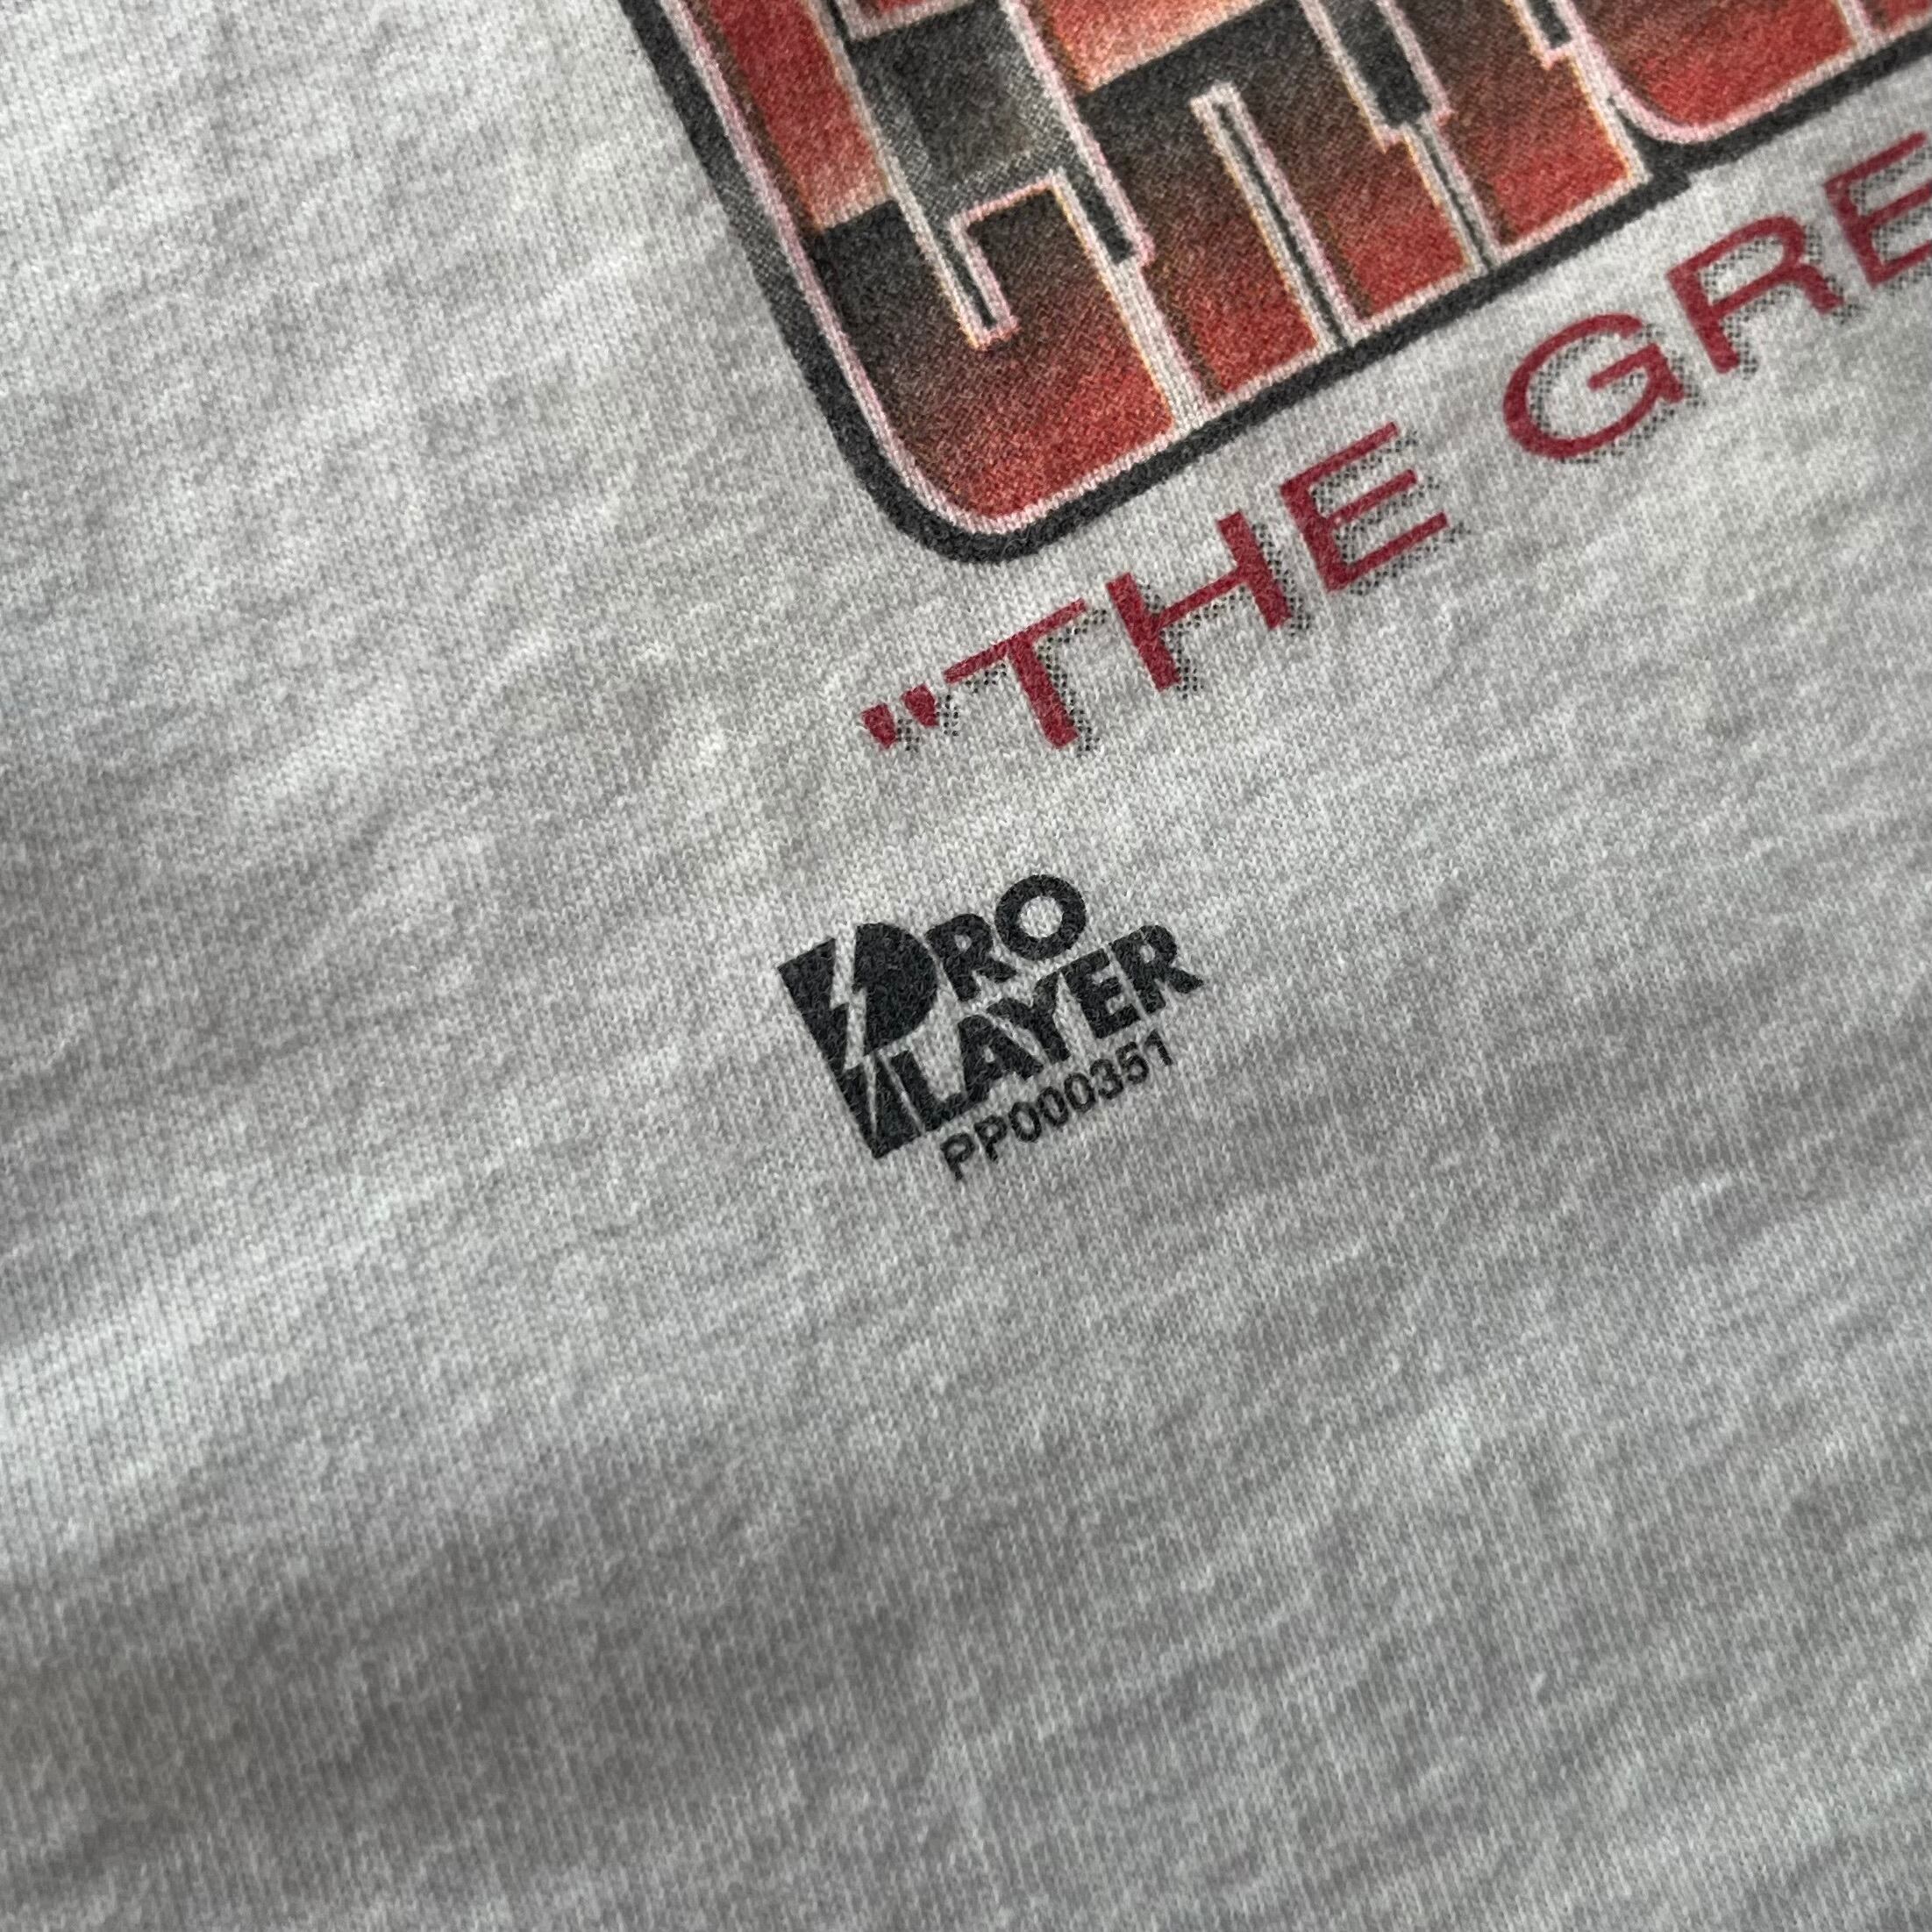 "THE GRE
PRO
PLAYER
PP000351